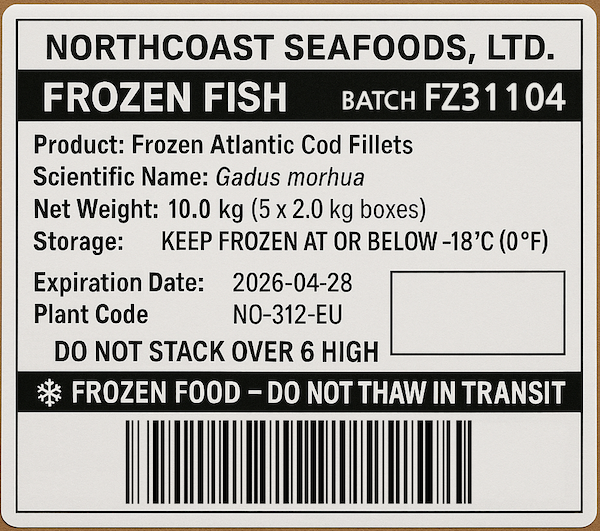 NORTHCOAST SEAFOODS, LTD.
FROZEN FISH BATCH FZ31104
Product: Frozen Atlantic Cod Fillets
Scientific Name: Gadus morhua
Net Weight: 10.0 kg (5 x 2.0 kg boxes)
Storage: KEEP FROZEN AT OR BELOW –18'C (0°F)
Expiration Date: 2026-04-28
Plant Code NO-312-EU
DO NOT STACK OVER 6 HIGH
FROZEN FOOD – DO NOT THAW IN TRANSIT